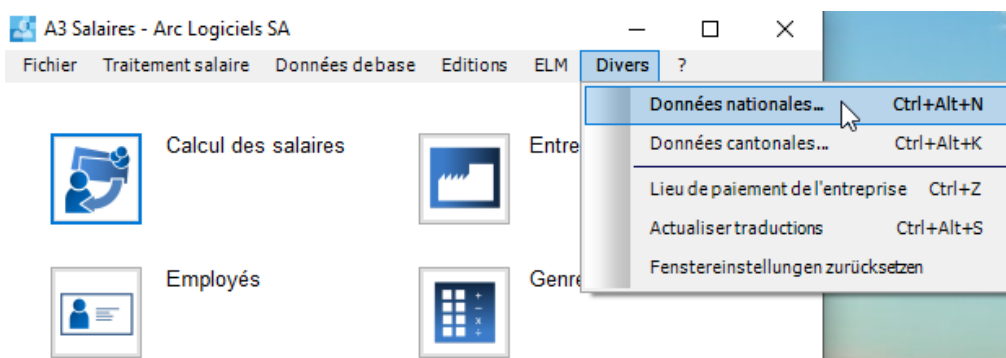 A3 Salaires - Arc Logiciels SA
Fichier Traitement salaire Données de base Editions ELM Divers ?
Données nationales... Ctrl+Alt+N
Données cantonales... Ctrl+Alt+K
Lieu de paiement de l'entreprise Ctrl+Z
Actualiser traductions Ctrl+Alt+S
Fenstereinstellungen zurücksetzen
Calcul des salaires
Entre
Employés
Genre